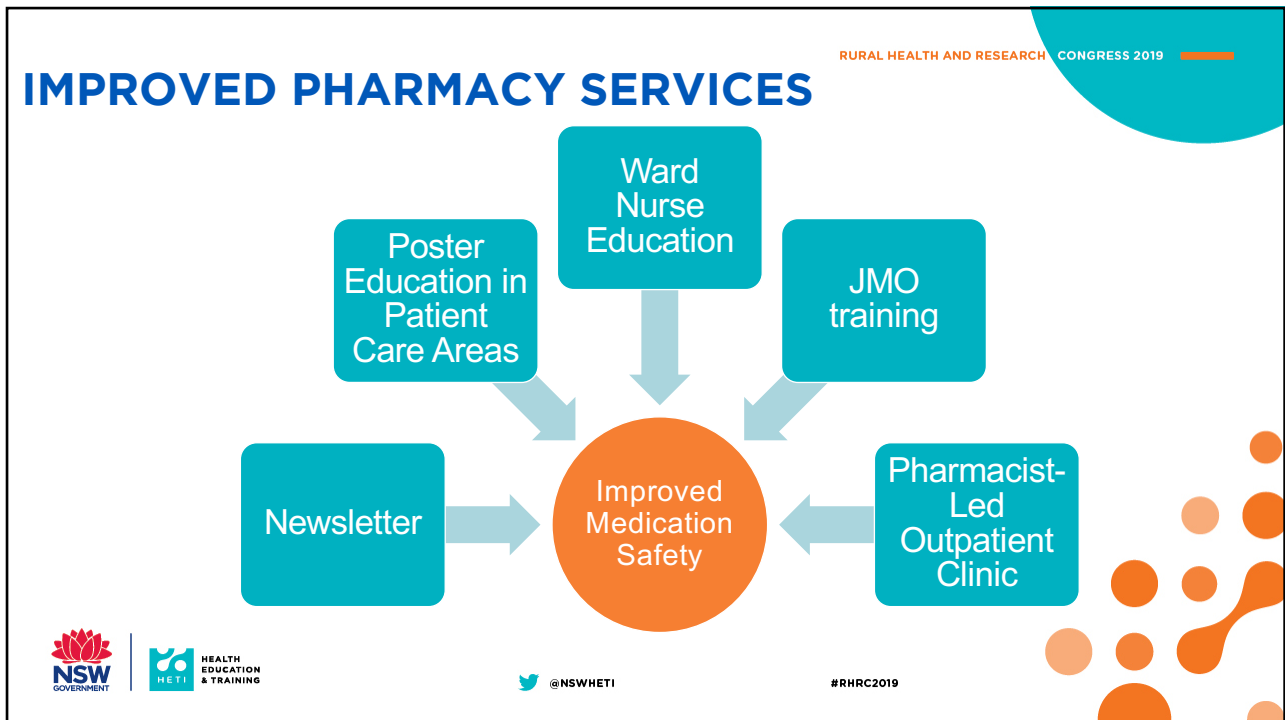 RURAL HEALTH AND RESEARCH CONGRESS 2019
IMPROVED PHARMACY SERVICES
Newsletter
Poster
Education in
Patient
Care Areas
Ward
Nurse
Education
JMO
training
Pharmacist-
Led
Outpatient
Clinic
Improved
Medication
Safety
NSW
GOVERNMENT
HETI
HEALTH
EDUCATION
& TRAINING
@NSWHETI
#RHRC2019